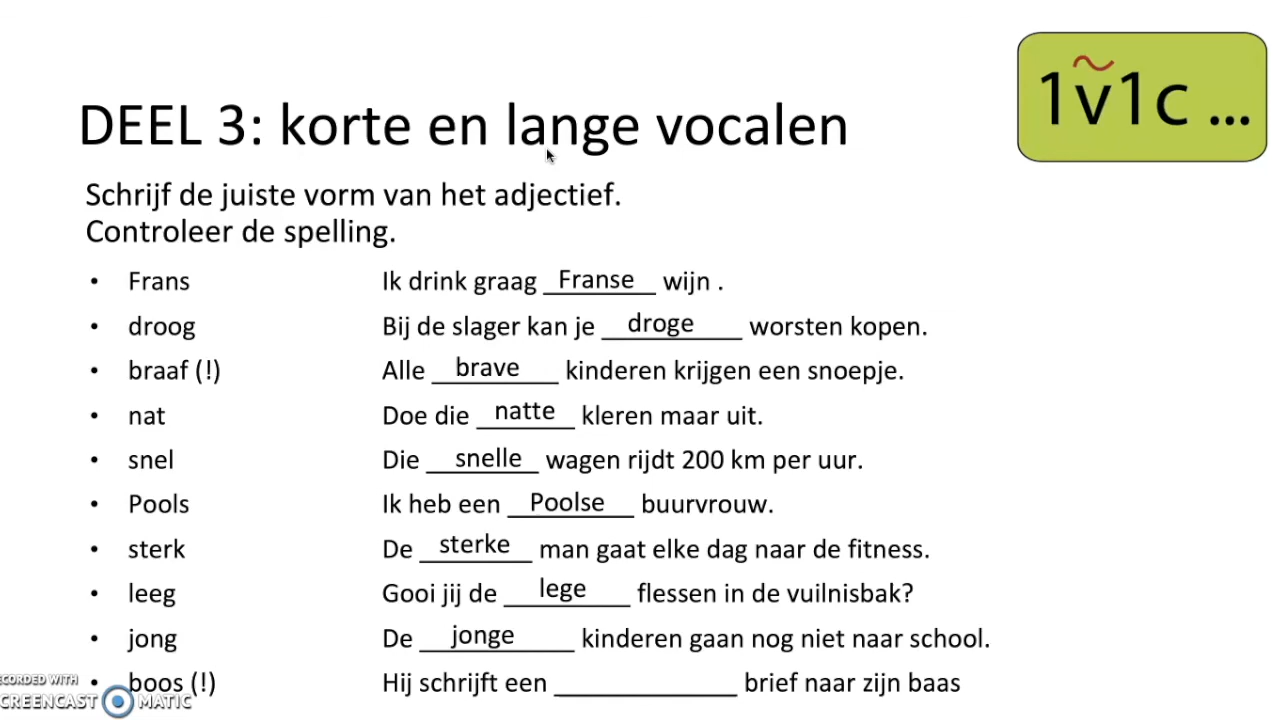 1ṽ1c ...
DEEL 3: korte en lange vocalen
Schrijf de juiste vorm van het adjectief.
Controleer de spelling.
• Frans Ik drink graag Franse wijn .
• droog Bij de slager kan je droge worsten kopen.
• braaf (!) Alle brave kinderen krijgen een snoepje.
• nat Doe die natte kleren maar uit.
• snel Die snelle wagen rijdt 200 km per uur.
• Pools Ik heb een Poolse buurvrouw.
• sterk De sterke man gaat elke dag naar de fitness.
• leeg Gooi jij de lege flessen in de vuilnisbak?
• jong De jonge kinderen gaan nog niet naar school.
• boos (!) Hij schrijft een _____________ brief naar zijn baas
ECORDED WITH
CREENCAST MATIC